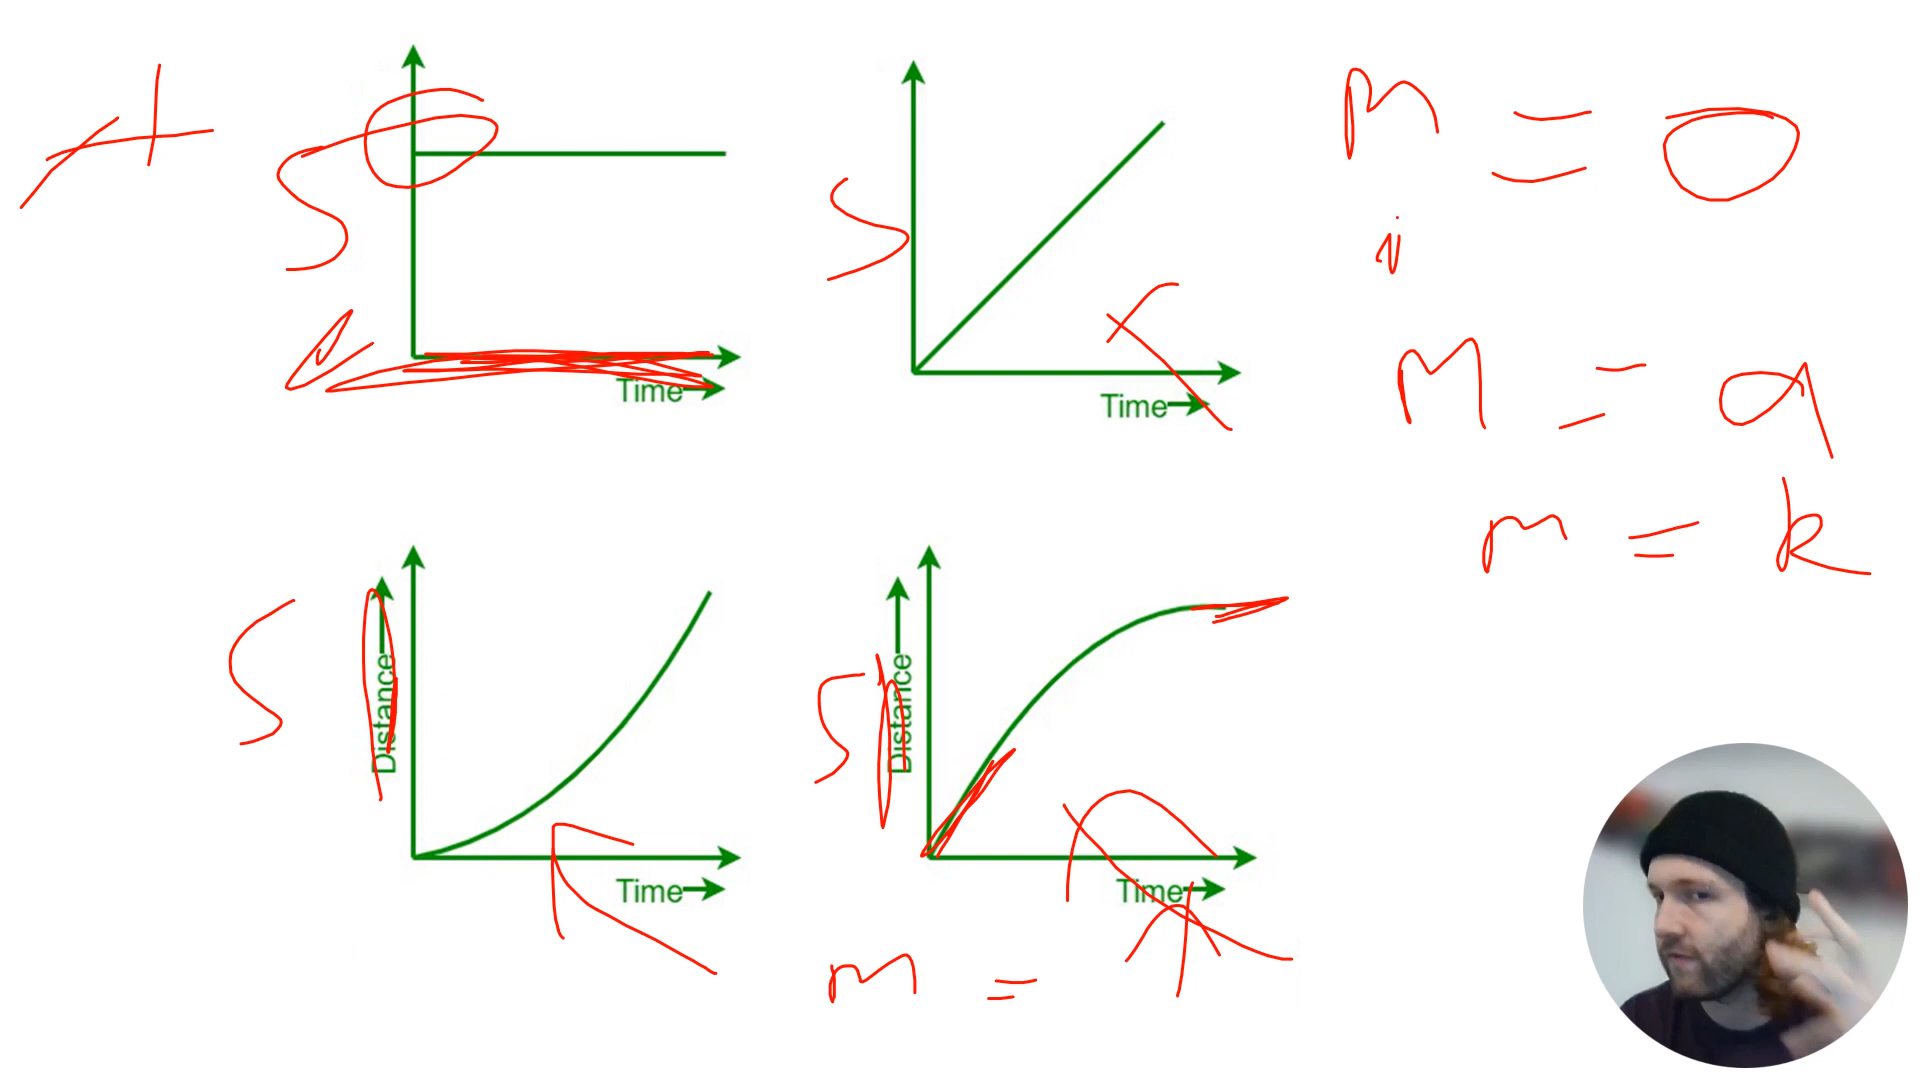 S
S
m = 0
Time
Time
m = a
m = k
S
Distance
S
Distance
Time
Time
m =